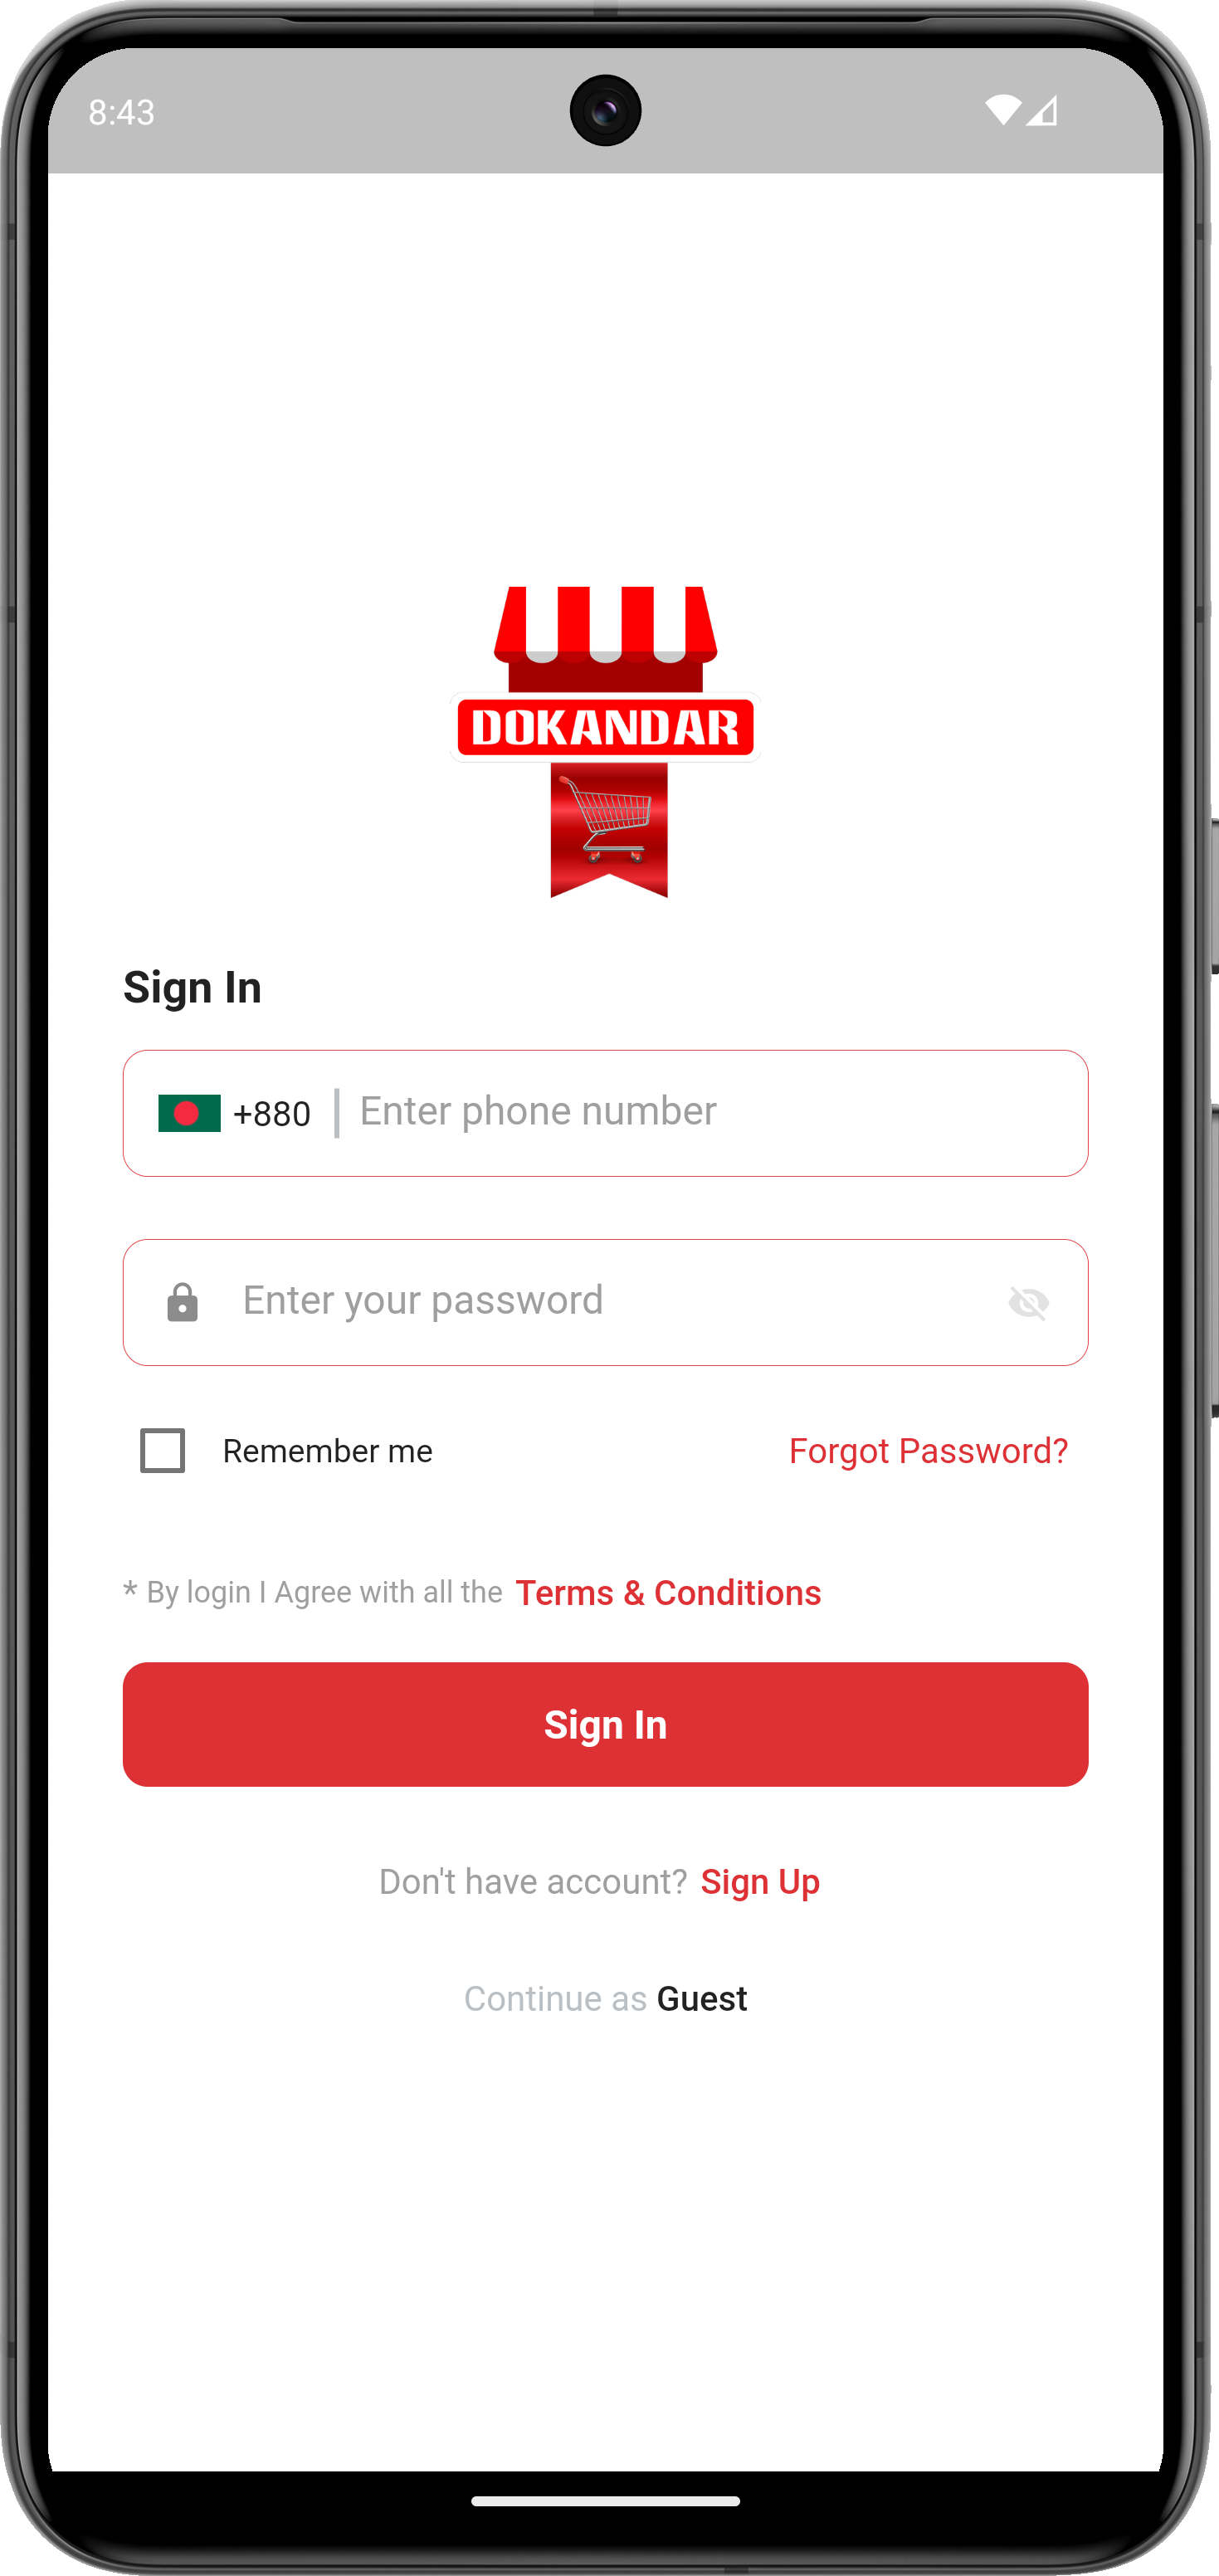 8:43
DOKANDAR
Sign In
+880 Enter phone number
Enter your password
Remember me Forgot Password?
* By login I Agree with all the Terms & Conditions
Sign In
Don't have account? Sign Up
Continue as Guest